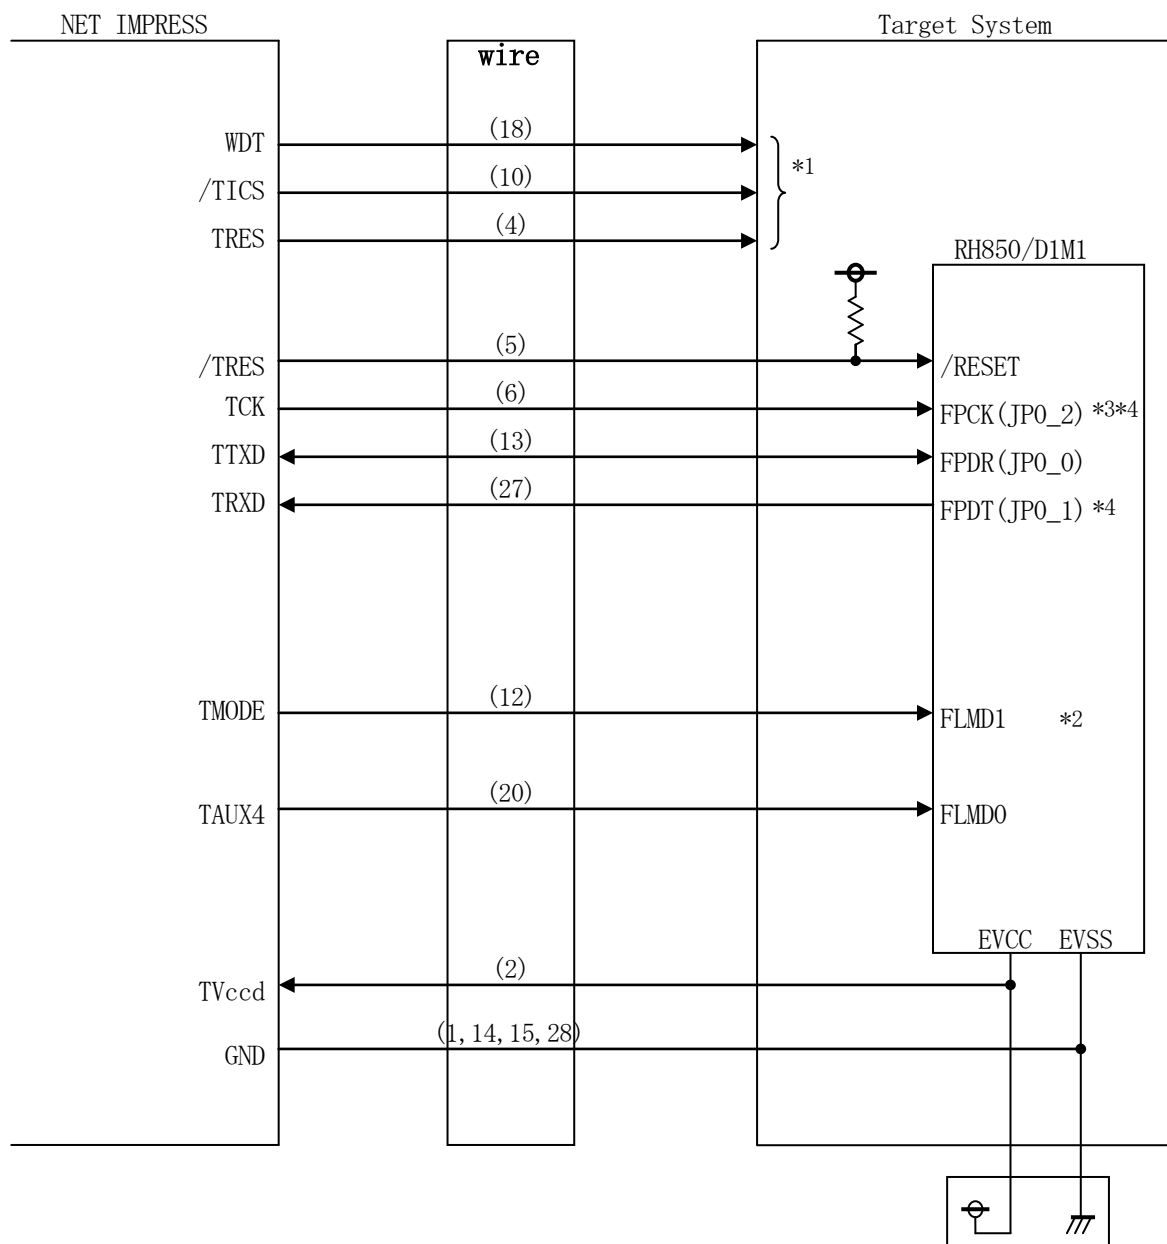 NET IMPRESS
wire
Target System
WDT
(18)
*1
/TICS
(10)
TRES
(4)
RH850/D1M1
/TRES
(5)
/RESET
TCK
(6)
FPCK(JP0_2) *3*4
TTXD
(13)
FPDR(JP0_0)
TRXD
(27)
FPDT(JP0_1) *4
TMODE
(12)
FLMD1 *2
TAUX4
(20)
FLMD0
EVCC EVSS
TVccd
(2)
GND
(1,14,15,28)